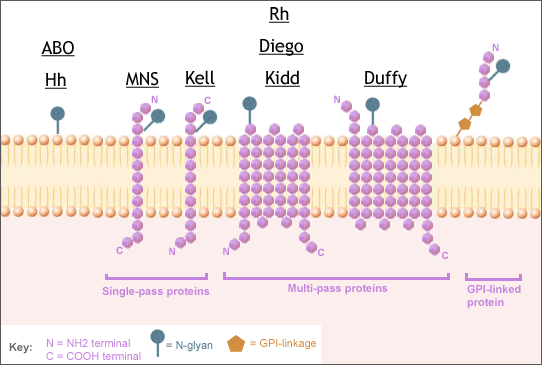 Rh
ABO
Diego
Hh
MNS
Kell
Kidd
Duffy
N
C
N
N
C
N
N
C
N
C
Single-pass proteins
Multi-pass proteins
GPI-linked
protein
Key:
N = NH2 terminal
C = COOH terminal
= N-glyan
= GPI-linkage